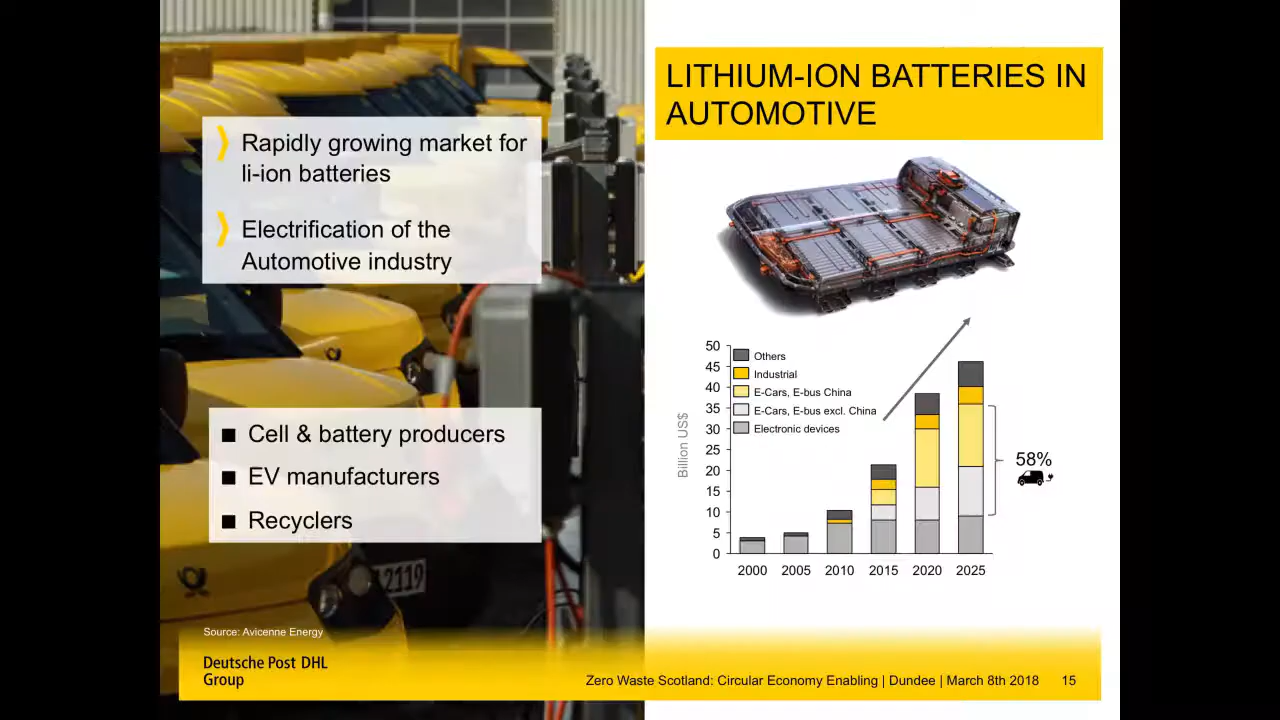 LITHIUM-ION BATTERIES IN
AUTOMOTIVE
Rapidly growing market for
li-ion batteries
Electrification of the
Automotive industry
Cell & battery producers
EV manufacturers
Recyclers
2119
Billion US$
50
45
40
35
30
25
20
15
10
5
0
Others
Industrial
E-Cars, E-bus China
E-Cars, E-bus excl. China
Electronic devices
58%
2000 2005 2010 2015 2020 2025
Source: Avicenne Energy
Deutsche Post DHL
Group
Zero Waste Scotland: Circular Economy Enabling | Dundee | March 8th 2018 15